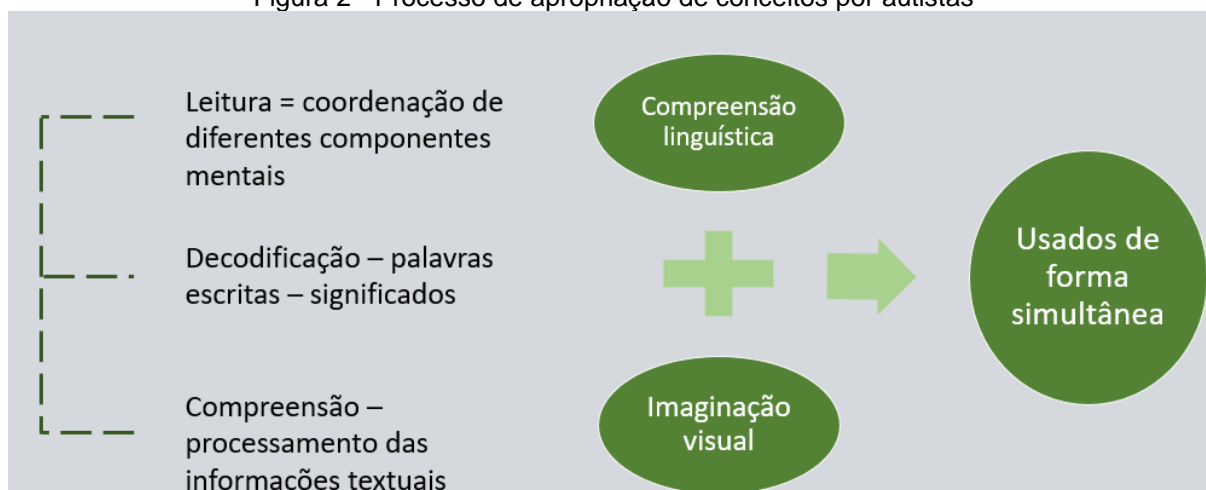 Figura 2 - Processo de apropriação de conceitos por autistas
Leitura = coordenação de
diferentes componentes
mentais
Decodificação – palavras
escritas – significados
Compreensão –
processamento das
informações textuais
Compreensão
linguística
Imaginação
visual
Usados de
forma
simultânea